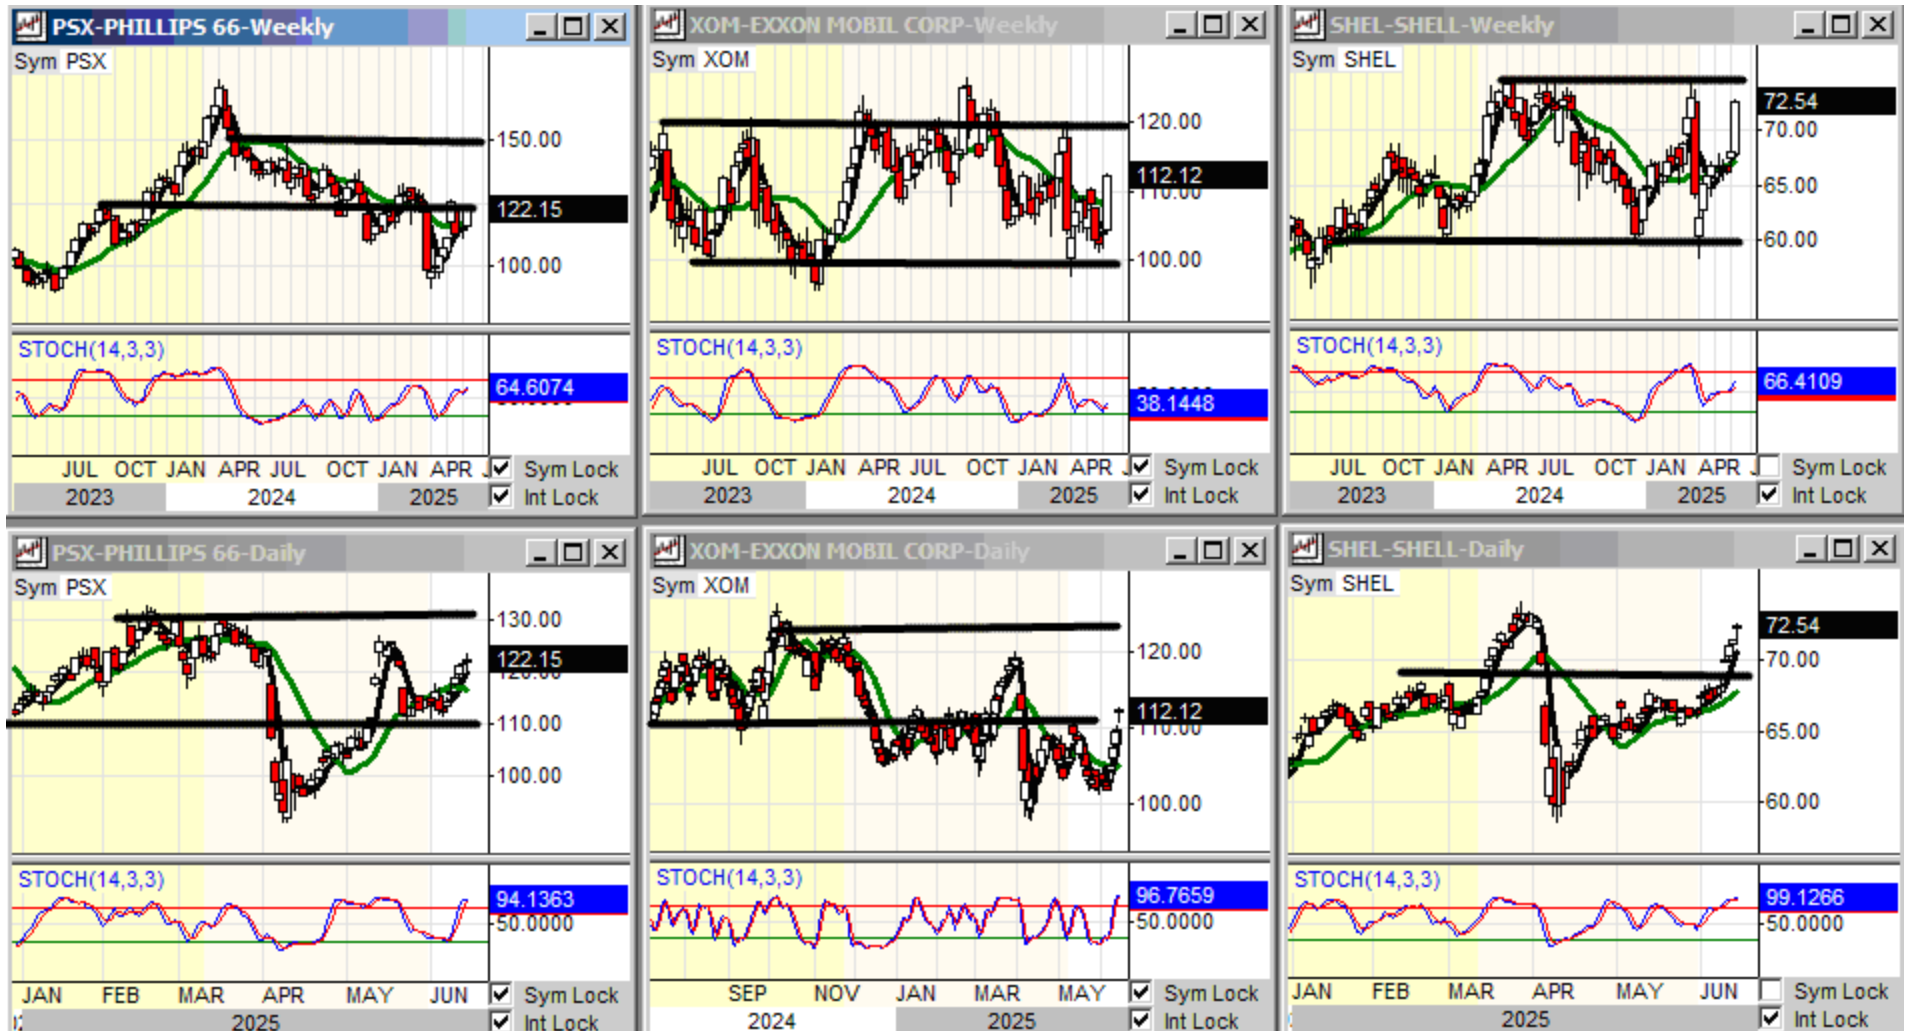 PSX-PHILLIPS 66-Weekly
Sym PSX
150.00
122.15
100.00
STOCH(14,3,3)
64.6074
JUL OCT JAN APR JUL OCT JAN APR
2023 2024 2025
Sym Lock
Int Lock
XOM-EXXON MOBIL CORP-Weekly
Sym XOM
120.00
112.12
110.00
100.00
STOCH(14,3,3)
38.1448
JUL OCT JAN APR JUL OCT JAN APR
2023 2024 2025
Sym Lock
Int Lock
SHEL-SHELL-Weekly
Sym SHEL
72.54
70.00
65.00
60.00
STOCH(14,3,3)
66.4109
JUL OCT JAN APR JUL OCT JAN APR
2023 2024 2025
Sym Lock
Int Lock
PSX-PHILLIPS 66-Daily
Sym PSX
130.00
122.15
120.00
110.00
100.00
STOCH(14,3,3)
94.1363
50.0000
JAN FEB MAR APR MAY JUN
2025
Sym Lock
Int Lock
XOM-EXXON MOBIL CORP-Daily
Sym XOM
120.00
112.12
110.00
100.00
STOCH(14,3,3)
96.7659
50.0000
SEP NOV JAN MAR MAY
2024 2025
Sym Lock
Int Lock
SHEL-SHELL-Daily
Sym SHEL
72.54
70.00
65.00
60.00
STOCH(14,3,3)
99.1266
50.0000
JAN FEB MAR APR MAY JUN
2025
Sym Lock
Int Lock